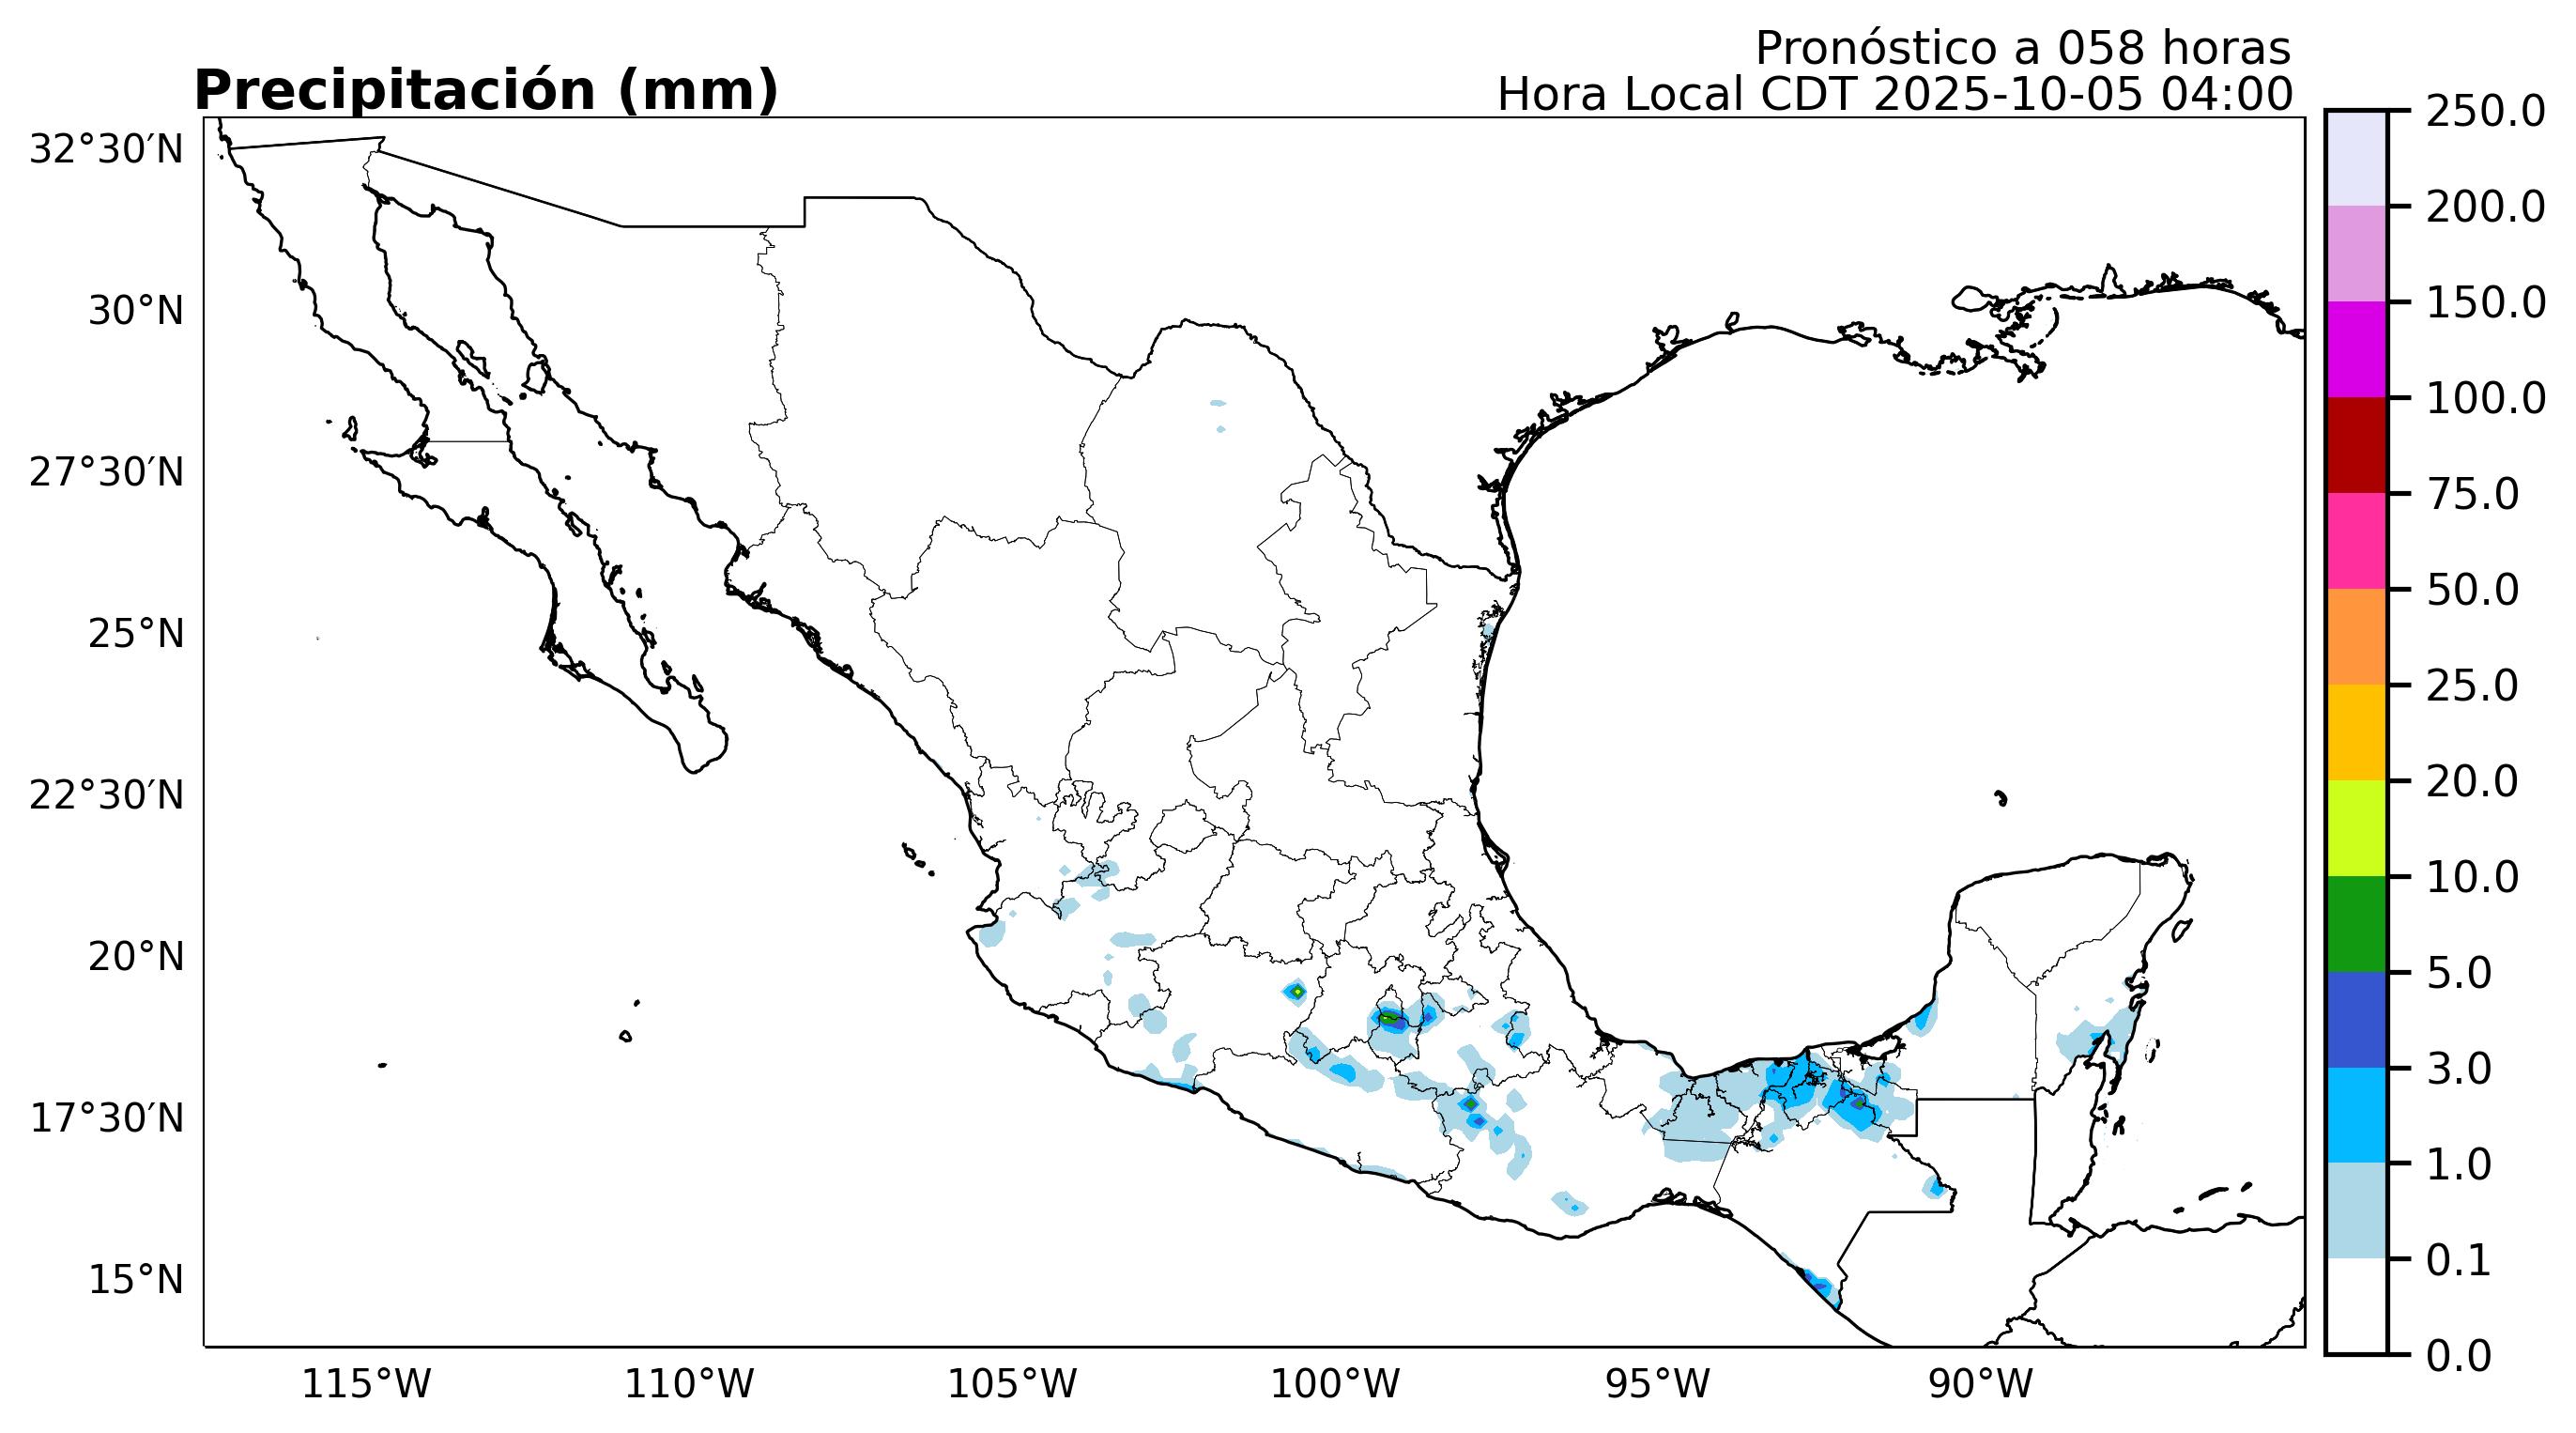 Pronóstico a 058 horas
Precipitación (mm)
Hora Local CDT 2025-10-05 04:00
32°30′N
30°N
27°30′N
25°N
22°30′N
20°N
17°30′N
15°N
115°W
110°W
105°W
100°W
95°W
90°W
250.0
200.0
150.0
100.0
75.0
50.0
25.0
20.0
10.0
5.0
3.0
1.0
0.1
0.0